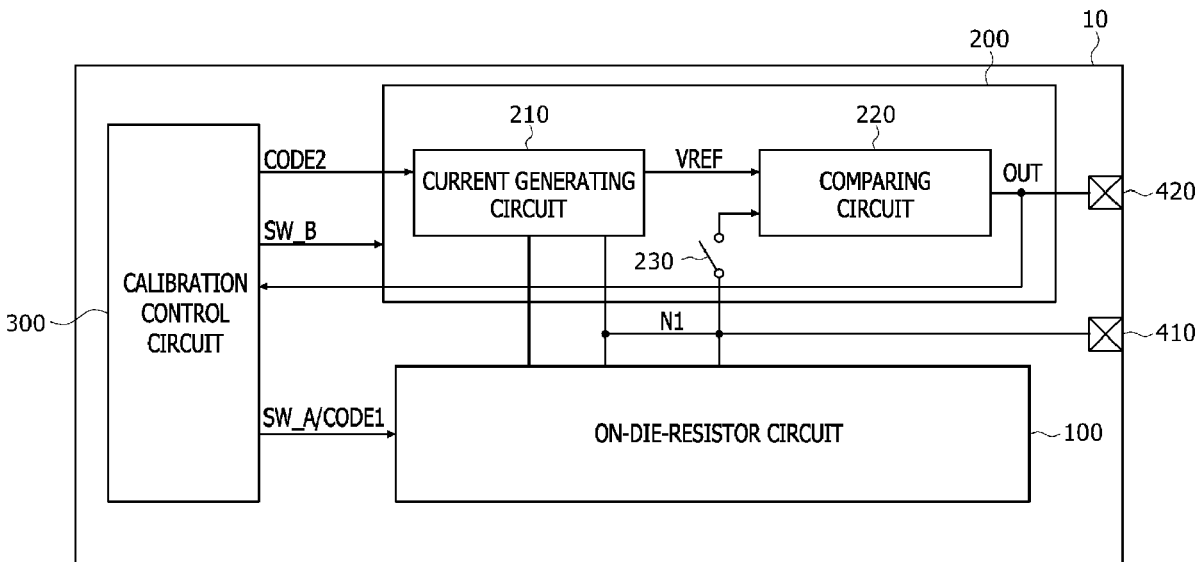 10
200
210
220
CODE2
CURRENT GENERATING
CIRCUIT
VREF
COMPARING
CIRCUIT
OUT
420
SW_B
230
CALIBRATION
CONTROL
CIRCUIT
300
N1
410
SW_A/CODE1
ON-DIE-RESISTOR CIRCUIT
100